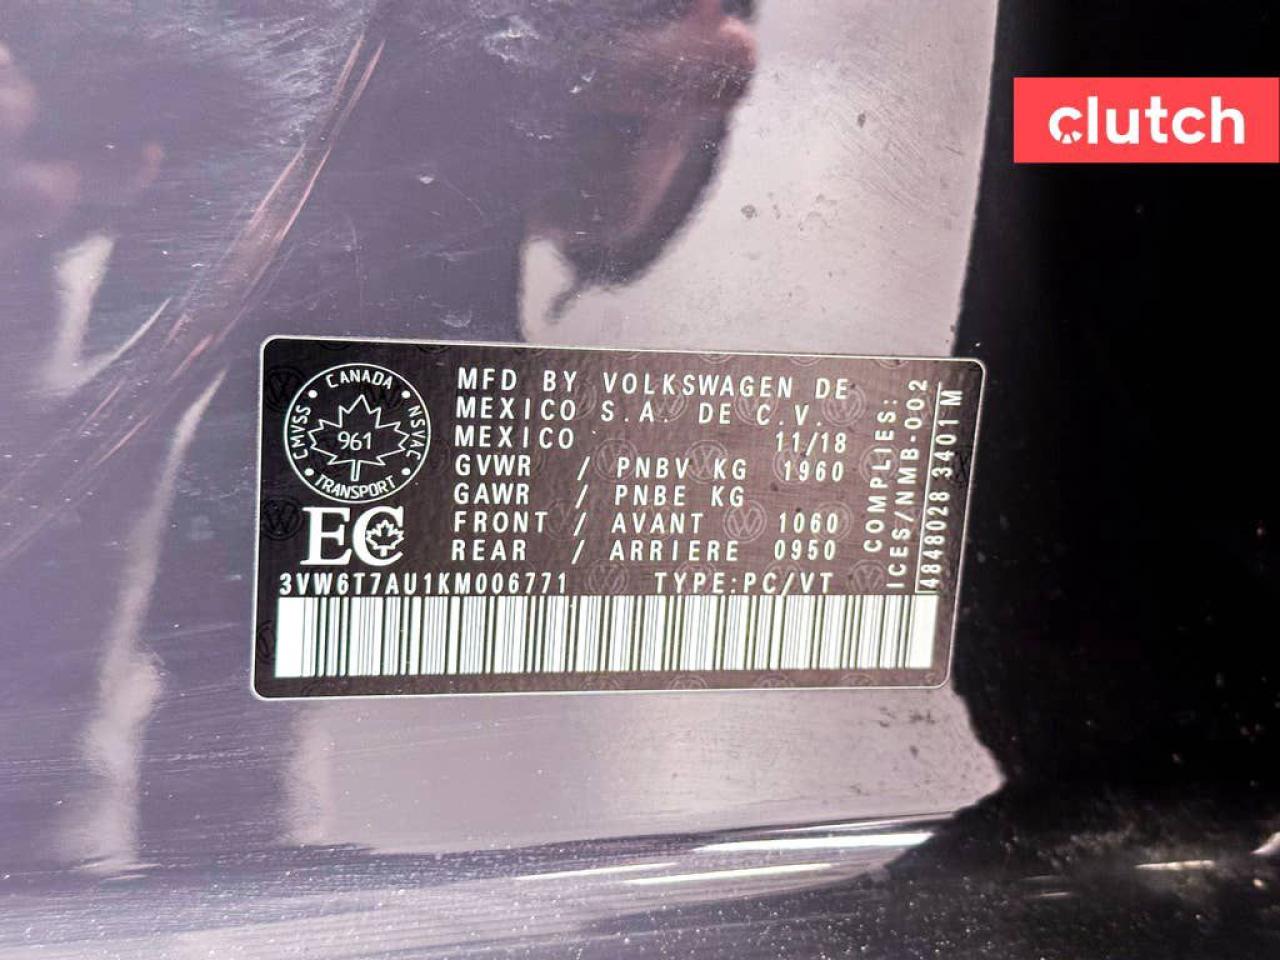 clutch
CANADA
CMVSS
NSVAC
961
TRANSPORT
EC
MFD BY VOLKSWAGEN DE
MEXICO S.A. DE C.V.
MEXICO 11/18
GVWR / PNBV KG 1960
GAWR / PNBE KG
FRONT / AVANT 1060
REAR / ARRIERE 0950
3VW6T7AU1KM006771 TYPE:PC/VT
COMPLIES:
ICES/NMB-002
4848028 3401M